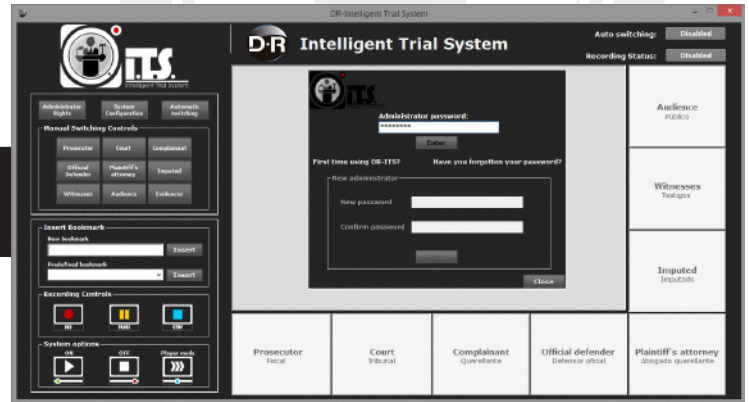 DR-Intelligent Trial System
I.T.S.
Intelligent Trial System
D·R Intelligent Trial System
Auto switching: Disabled
Recording Status: Disabled
Administrator Rights
System Configuration
Automatic switching
Manual Switching Controls
Prosecutor Court Complainant
Official Defender
Plaintiff's attorney
Imputed
Witnesses Audience Evidences
Insert Bookmark
New bookmark
Insert
Predefined bookmark
Insert
Recording Controls
REC PAUSE STOP
System options
ON OFF Player mode
I.T.S.
Administrator password:
********
Enter
First time using DR-ITS? Have you forgotten your password?
New administrator
New password
Confirm password
Close
Audience
Público
Witnesses
Testigos
Imputed
Imputado
Prosecutor
Fiscal
Court
Tribunal
Complainant
Querellante
Official defender
Defensor oficial
Plaintiff's attorney
Abogado querellante